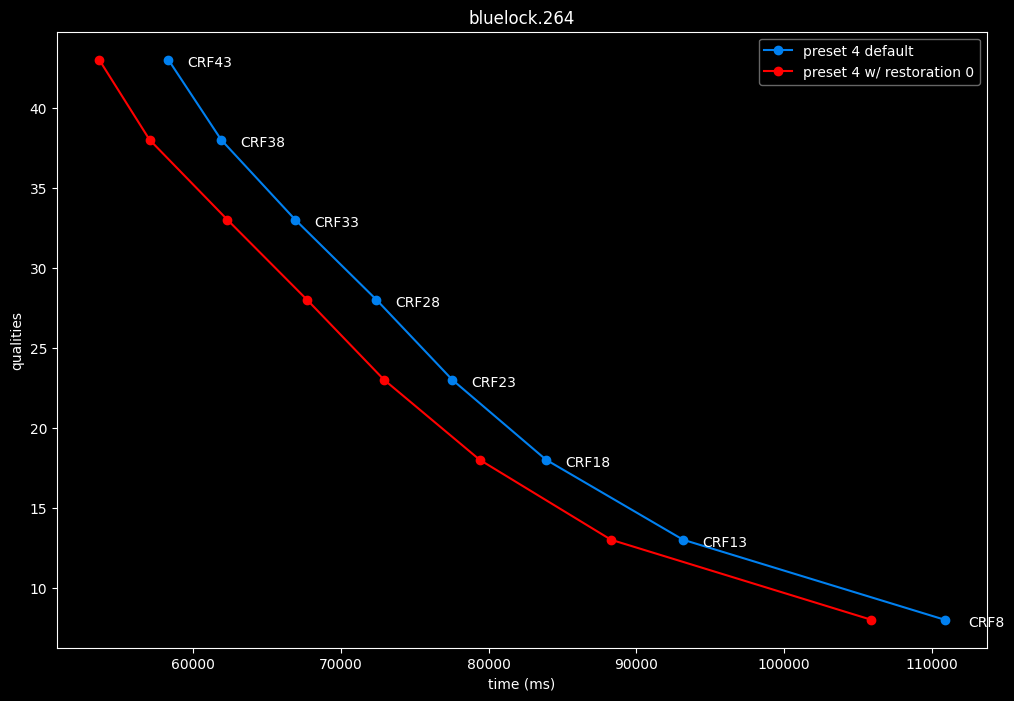 bluelock.264
preset 4 default
preset 4 w/ restoration 0
CRF43
CRF38
CRF33
CRF28
CRF23
CRF18
CRF13
CRF8
qualities
40
35
30
25
20
15
10
60000 70000 80000 90000 100000 110000
time (ms)